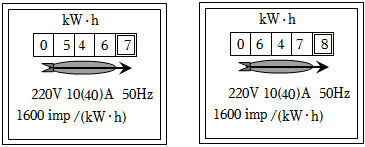 kW·h
0 5 4 6 7
220V 10(40)A 50Hz
1600 imp /(kW·h)
kW·h
0 6 4 7 8
220V 10(40)A 50Hz
1600 imp /(kW·h)